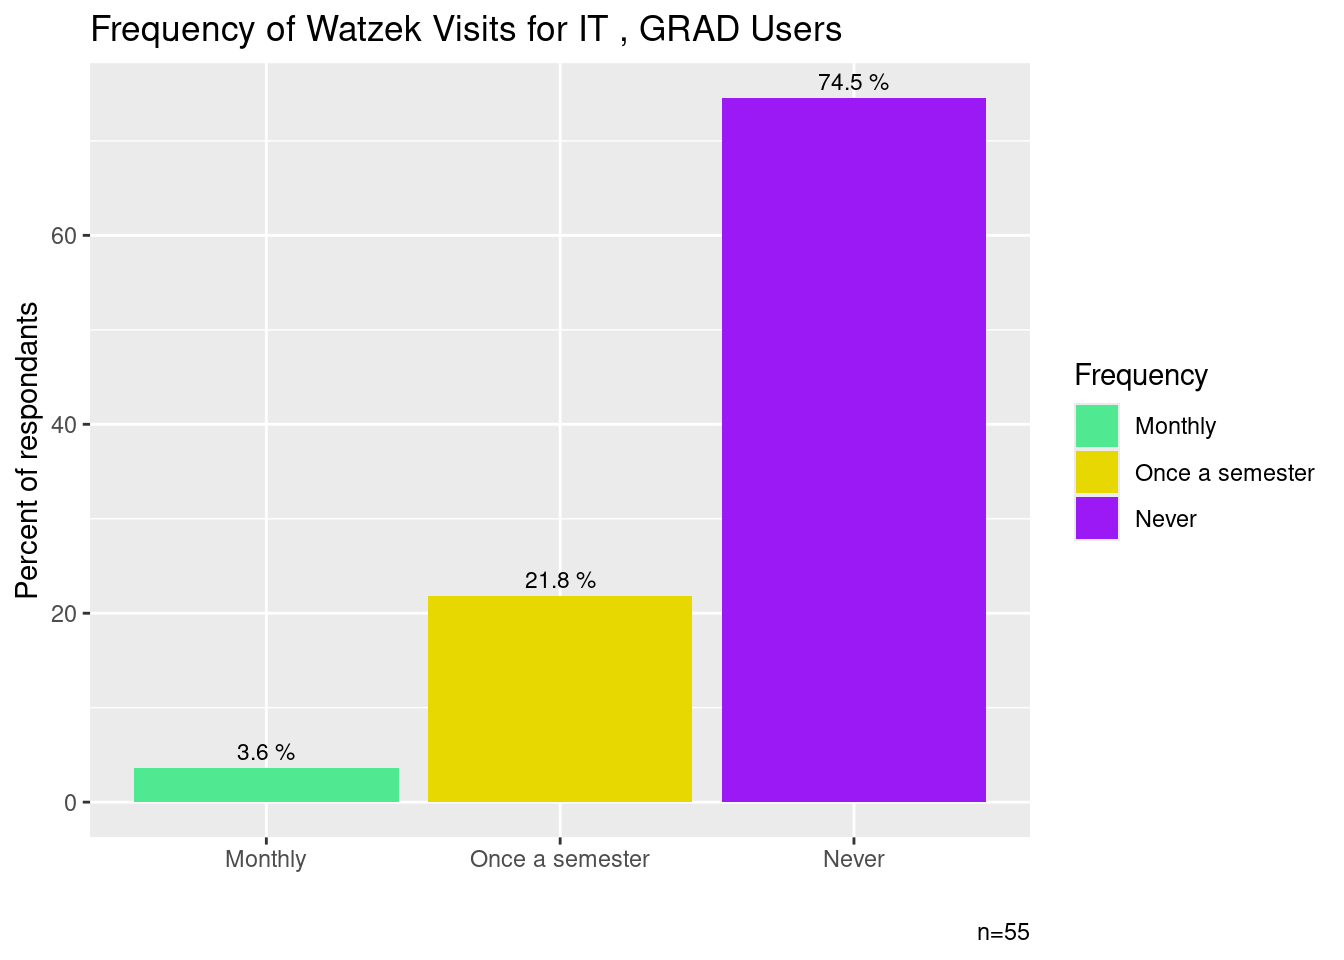 Frequency of Watzek Visits for IT , GRAD Users
Percent of respondants
60
40
20
0
74.5 %
21.8 %
3.6 %
Monthly
Once a semester
Never
Frequency
Monthly
Once a semester
Never
n=55